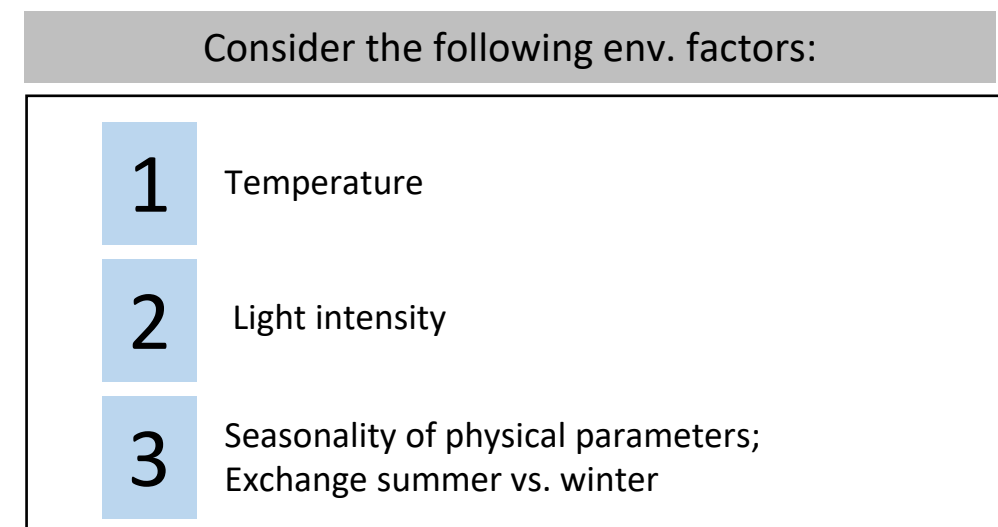 Consider the following env. factors:
1 Temperature
2 Light intensity
3 Seasonality of physical parameters;
Exchange summer vs. winter